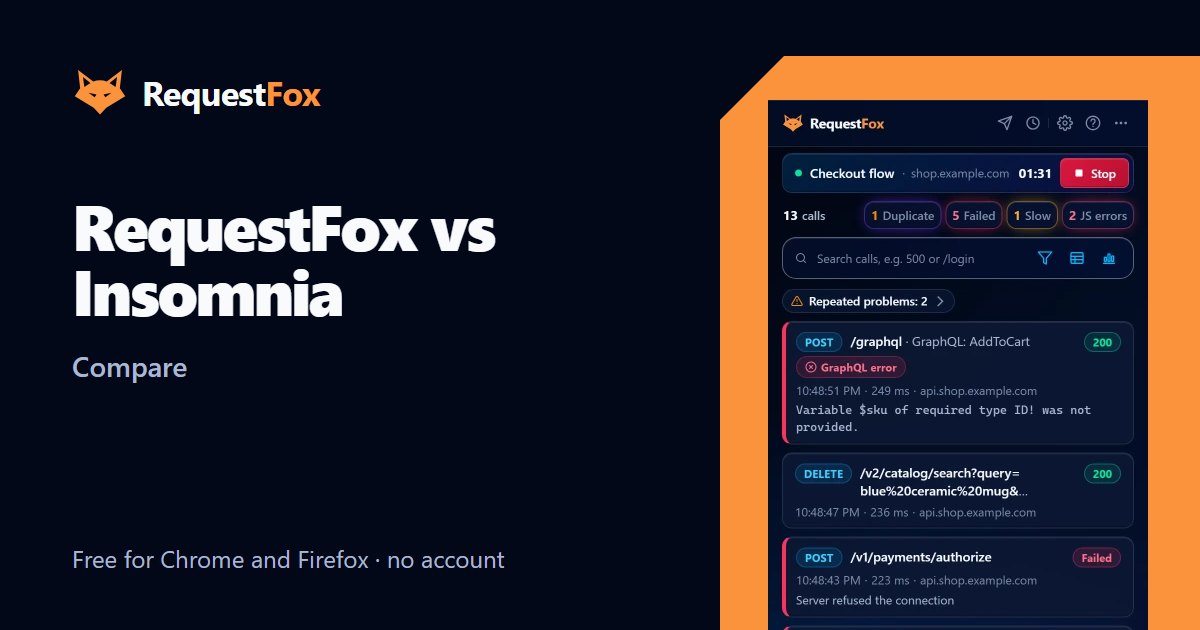 RequestFox
RequestFox vs
Insomnia
Compare
Free for Chrome and Firefox · no account
RequestFox
Checkout flow · shop.example.com 01:31 Stop
13 calls 1 Duplicate 5 Failed 1 Slow 2 JS errors
Search calls, e.g. 500 or /login
Repeated problems: 2
POST /graphql · GraphQL: AddToCart 200
GraphQL error
10:48:51 PM · 249 ms · api.shop.example.com
Variable $sku of required type ID! was not
provided.
DELETE /v2/catalog/search?query= 200
blue%20ceramic%20mug&...
10:48:47 PM · 236 ms · api.shop.example.com
POST /v1/payments/authorize Failed
10:48:43 PM · 223 ms · api.shop.example.com
Server refused the connection